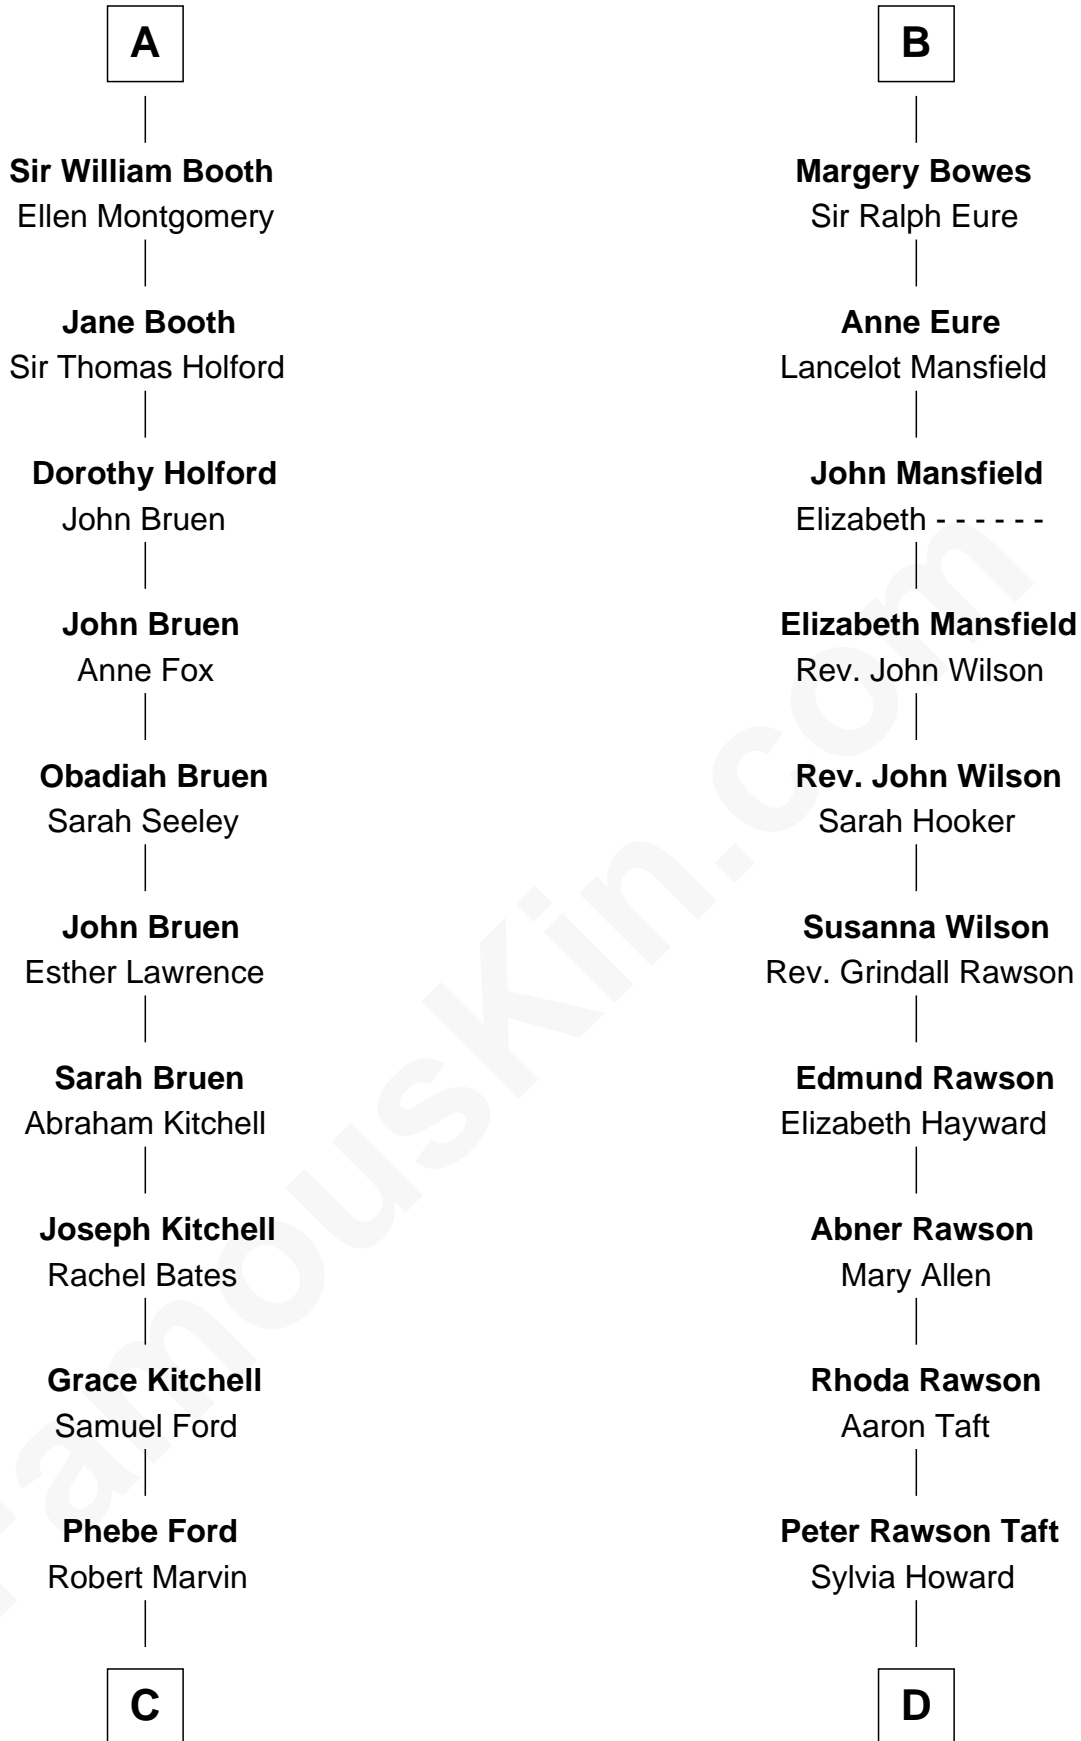 A
Sir William Booth
Ellen Montgomery
Jane Booth
Sir Thomas Holford
Dorothy Holford
John Bruen
John Bruen
Anne Fox
Obadiah Bruen
Sarah Seeley
John Bruen
Esther Lawrence
Sarah Bruen
Abraham Kitchell
Joseph Kitchell
Rachel Bates
Grace Kitchell
Samuel Ford
Phebe Ford
Robert Marvin
C
B
Margery Bowes
Sir Ralph Eure
Anne Eure
Lancelot Mansfield
John Mansfield
Elizabeth - - - - - -
Elizabeth Mansfield
Rev. John Wilson
Rev. John Wilson
Sarah Hooker
Susanna Wilson
Rev. Grindall Rawson
Edmund Rawson
Elizabeth Hayward
Abner Rawson
Mary Allen
Rhoda Rawson
Aaron Taft
Peter Rawson Taft
Sylvia Howard
D
FamousKin.com